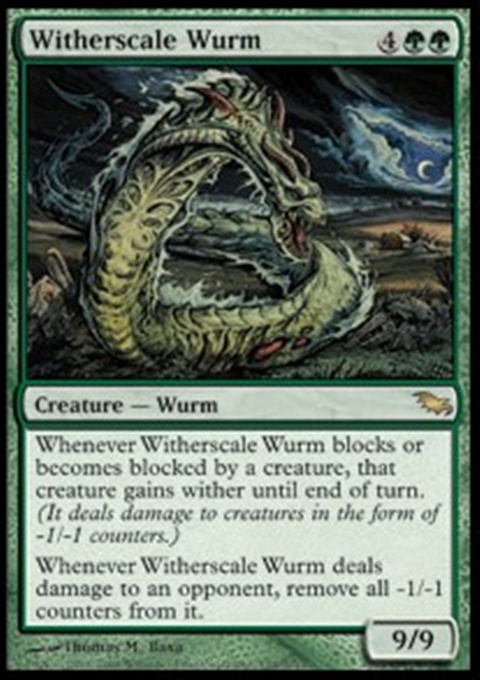 Witherscale Wurm 4
Creature — Wurm
Whenever Witherscale Wurm blocks or
becomes blocked by a creature, that
creature gains wither until end of turn.
(It deals damage to creatures in the form of
-1/-1 counters.)
Whenever Witherscale Wurm deals
damage to an opponent, remove all -1/-1
counters from it.
Thomas M. Baxa
9/9